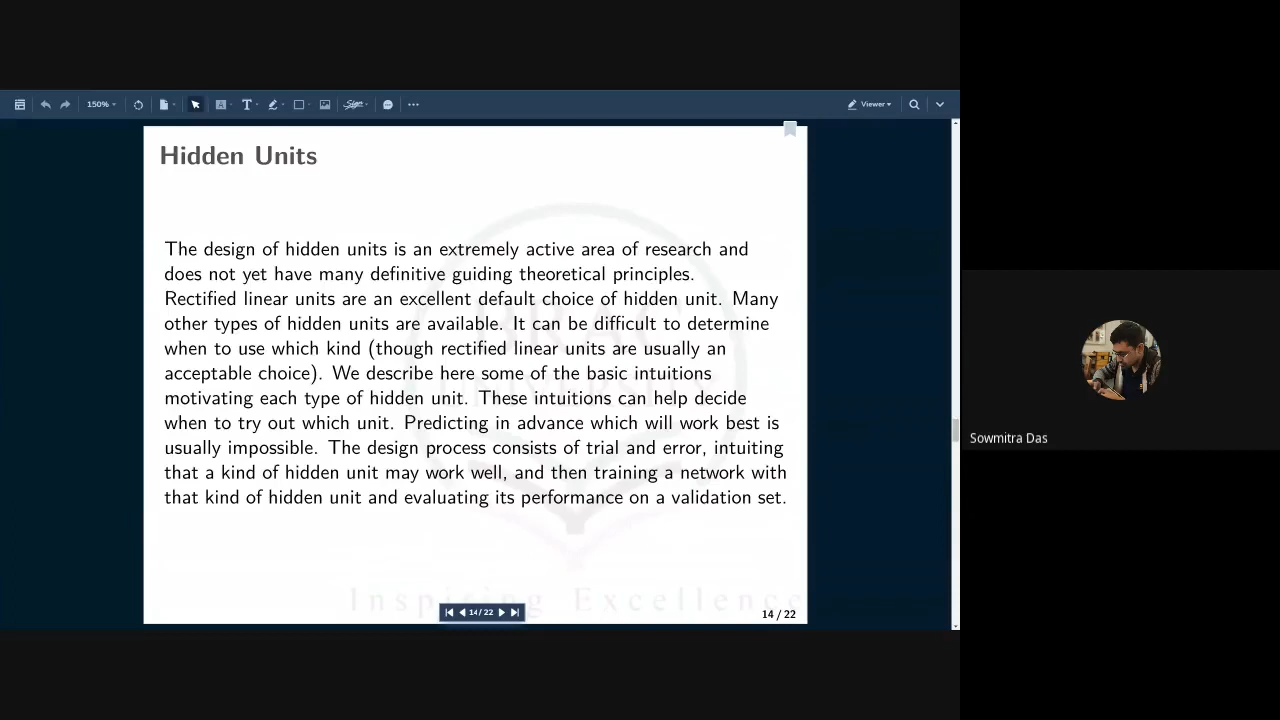 150%
T
Sign
Viewer
Hidden Units
The design of hidden units is an extremely active area of research and
does not yet have many definitive guiding theoretical principles.
Rectified linear units are an excellent default choice of hidden unit. Many
other types of hidden units are available. It can be difficult to determine
when to use which kind (though rectified linear units are usually an
acceptable choice). We describe here some of the basic intuitions
motivating each type of hidden unit. These intuitions can help decide
when to try out which unit. Predicting in advance which will work best is
usually impossible. The design process consists of trial and error, intuiting
that a kind of hidden unit may work well, and then training a network with
that kind of hidden unit and evaluating its performance on a validation set.
Inspiring Excellence
14/22
14 / 22
Sowmitra Das